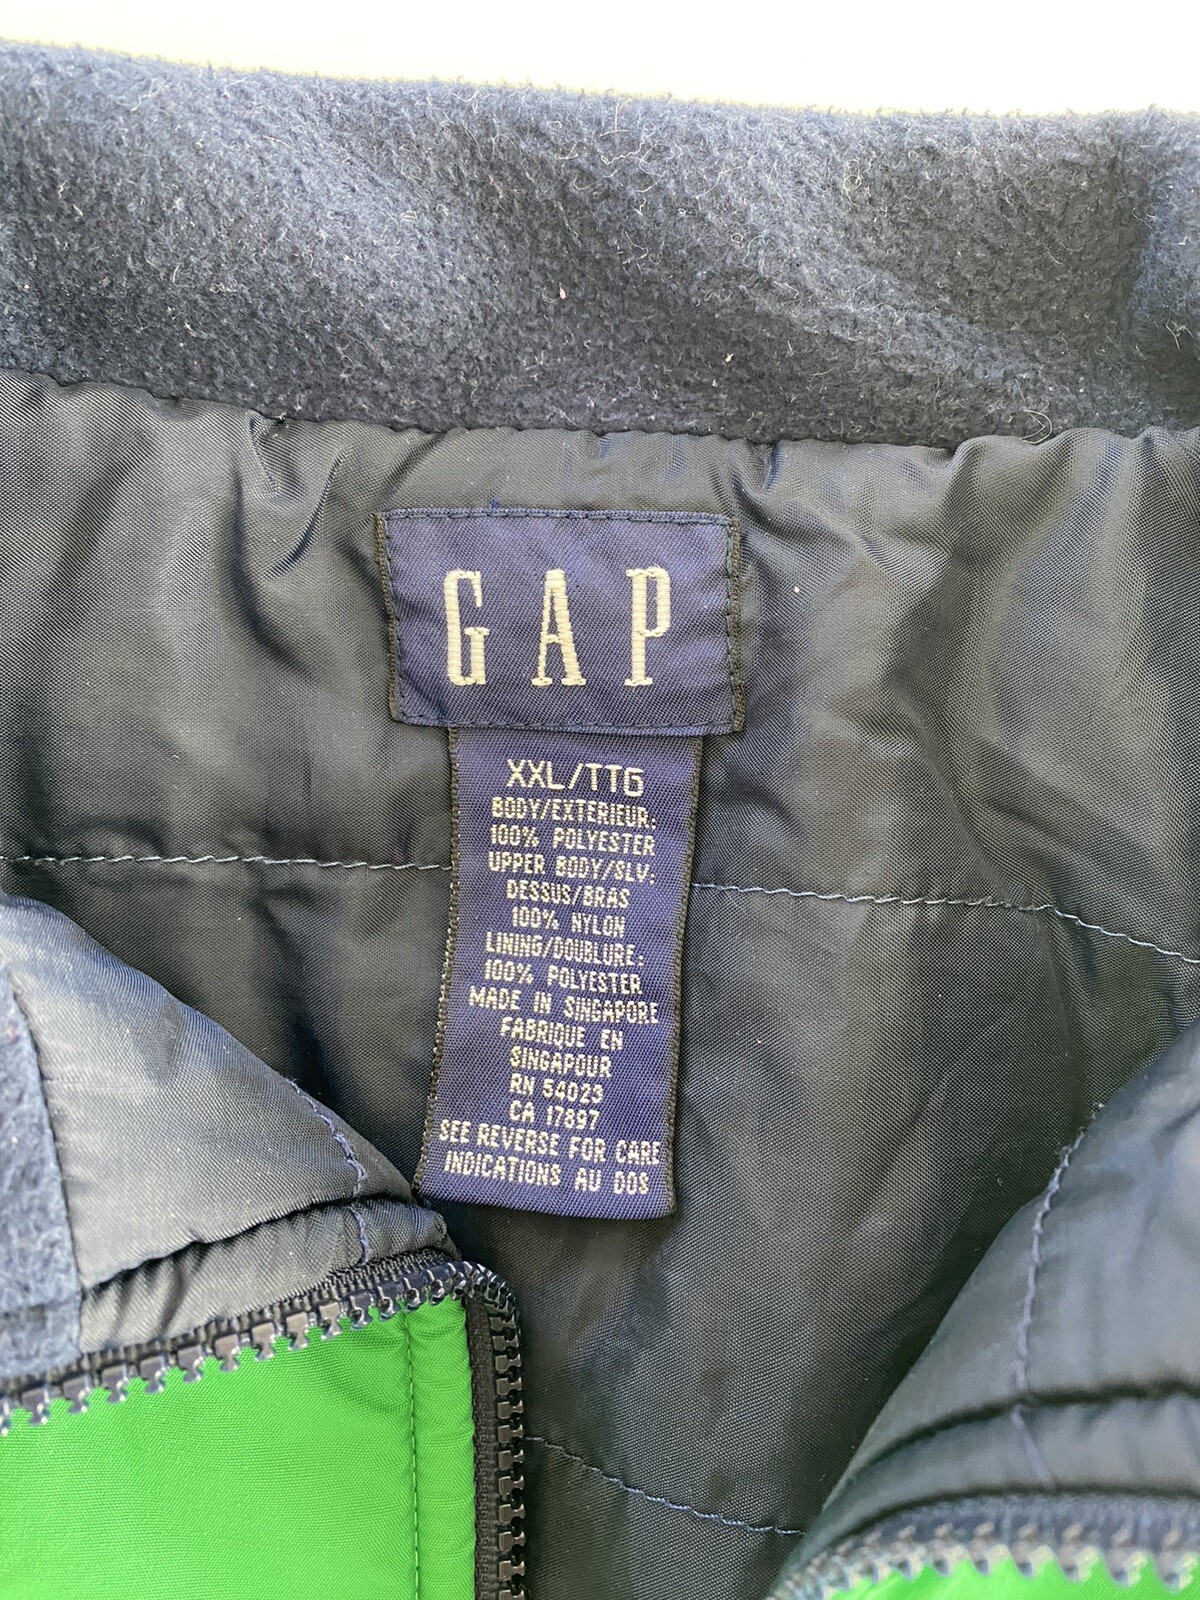 GAP
XXL/TTG
BODY/EXTERIEUR:
100% POLYESTER
UPPER BODY/SLV:
DESSUS/BRAS
100% NYLON
LINING/DOUBLURE:
100% POLYESTER
MADE IN SINGAPORE
FABRIQUE EN
SINGAPOUR
RN 54023
CA 17897
SEE REVERSE FOR CARE
INDICATIONS AU DOS